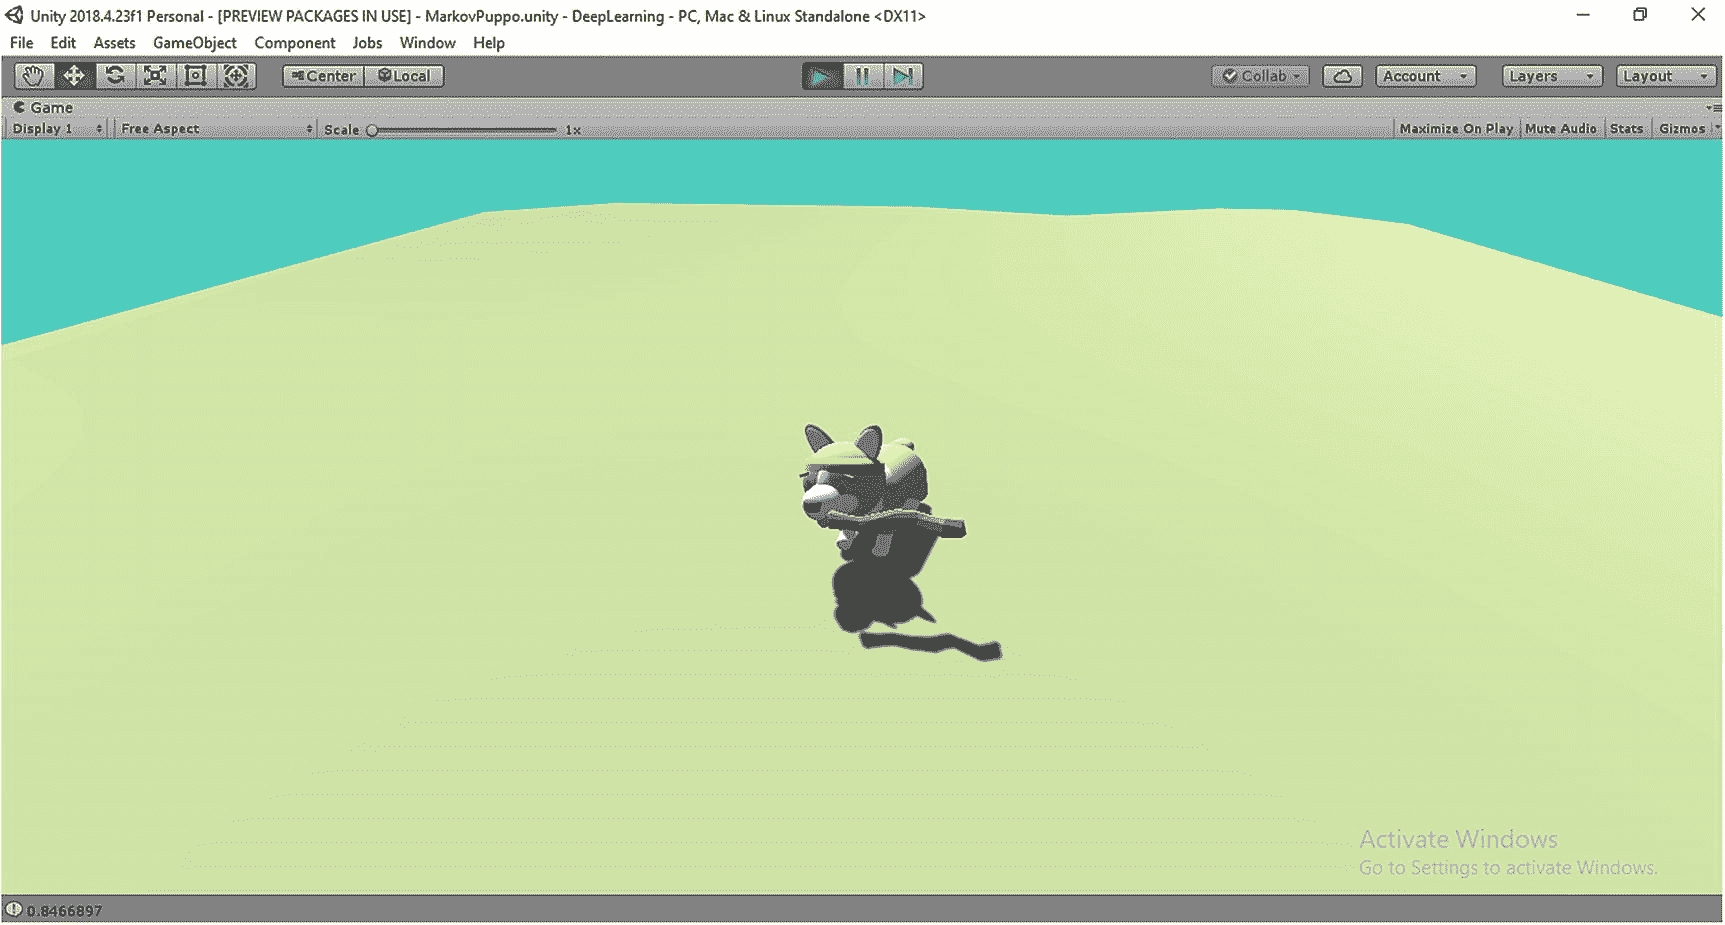 Unity 2018.4.23f1 Personal - [PREVIEW PACKAGES IN USE] - MarkovPuppo.unity - DeepLearning - PC, Mac & Linux Standalone <DX11>
File Edit Assets GameObject Component Jobs Window Help
Center Local Collab Account Layers Layout
Game
Display 1 Free Aspect Scale 1x Maximize On Play Mute Audio Stats Gizmos
Activate Windows
Go to Settings to activate Windows.
0.8466897